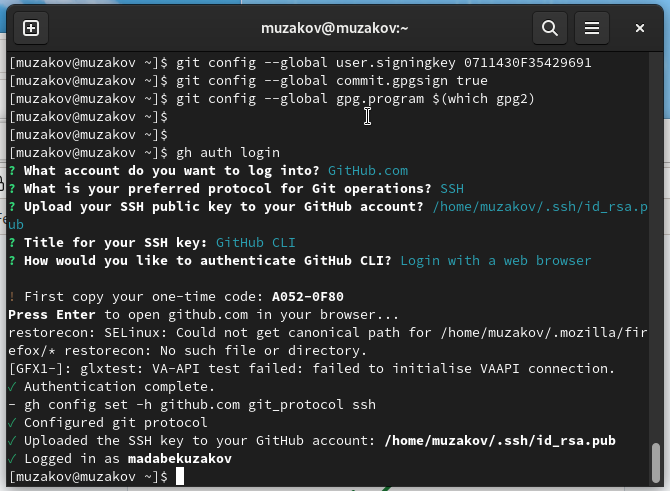 muzakov@muzakov:~
[muzakov@muzakov ~]$ git config --global user.signingkey 0711430F35429691
[muzakov@muzakov ~]$ git config --global commit.gpgsign true
[muzakov@muzakov ~]$ git config --global gpg.program $(which gpg2)
[muzakov@muzakov ~]$
[muzakov@muzakov ~]$
[muzakov@muzakov ~]$ gh auth login
? What account do you want to log into? GitHub.com
? What is your preferred protocol for Git operations? SSH
? Upload your SSH public key to your GitHub account? /home/muzakov/.ssh/id_rsa.p
ub
? Title for your SSH key: GitHub CLI
? How would you like to authenticate GitHub CLI? Login with a web browser
! First copy your one-time code: A052-0F80
Press Enter to open github.com in your browser...
restorecon: SELinux: Could not get canonical path for /home/muzakov/.mozilla/fir
efox/* restorecon: No such file or directory.
[GFX1-]: glxtest: VA-API test failed: failed to initialise VAAPI connection.
✓ Authentication complete.
- gh config set -h github.com git_protocol ssh
✓ Configured git protocol
✓ Uploaded the SSH key to your GitHub account: /home/muzakov/.ssh/id_rsa.pub
✓ Logged in as madabekuzakov
[muzakov@muzakov ~]$